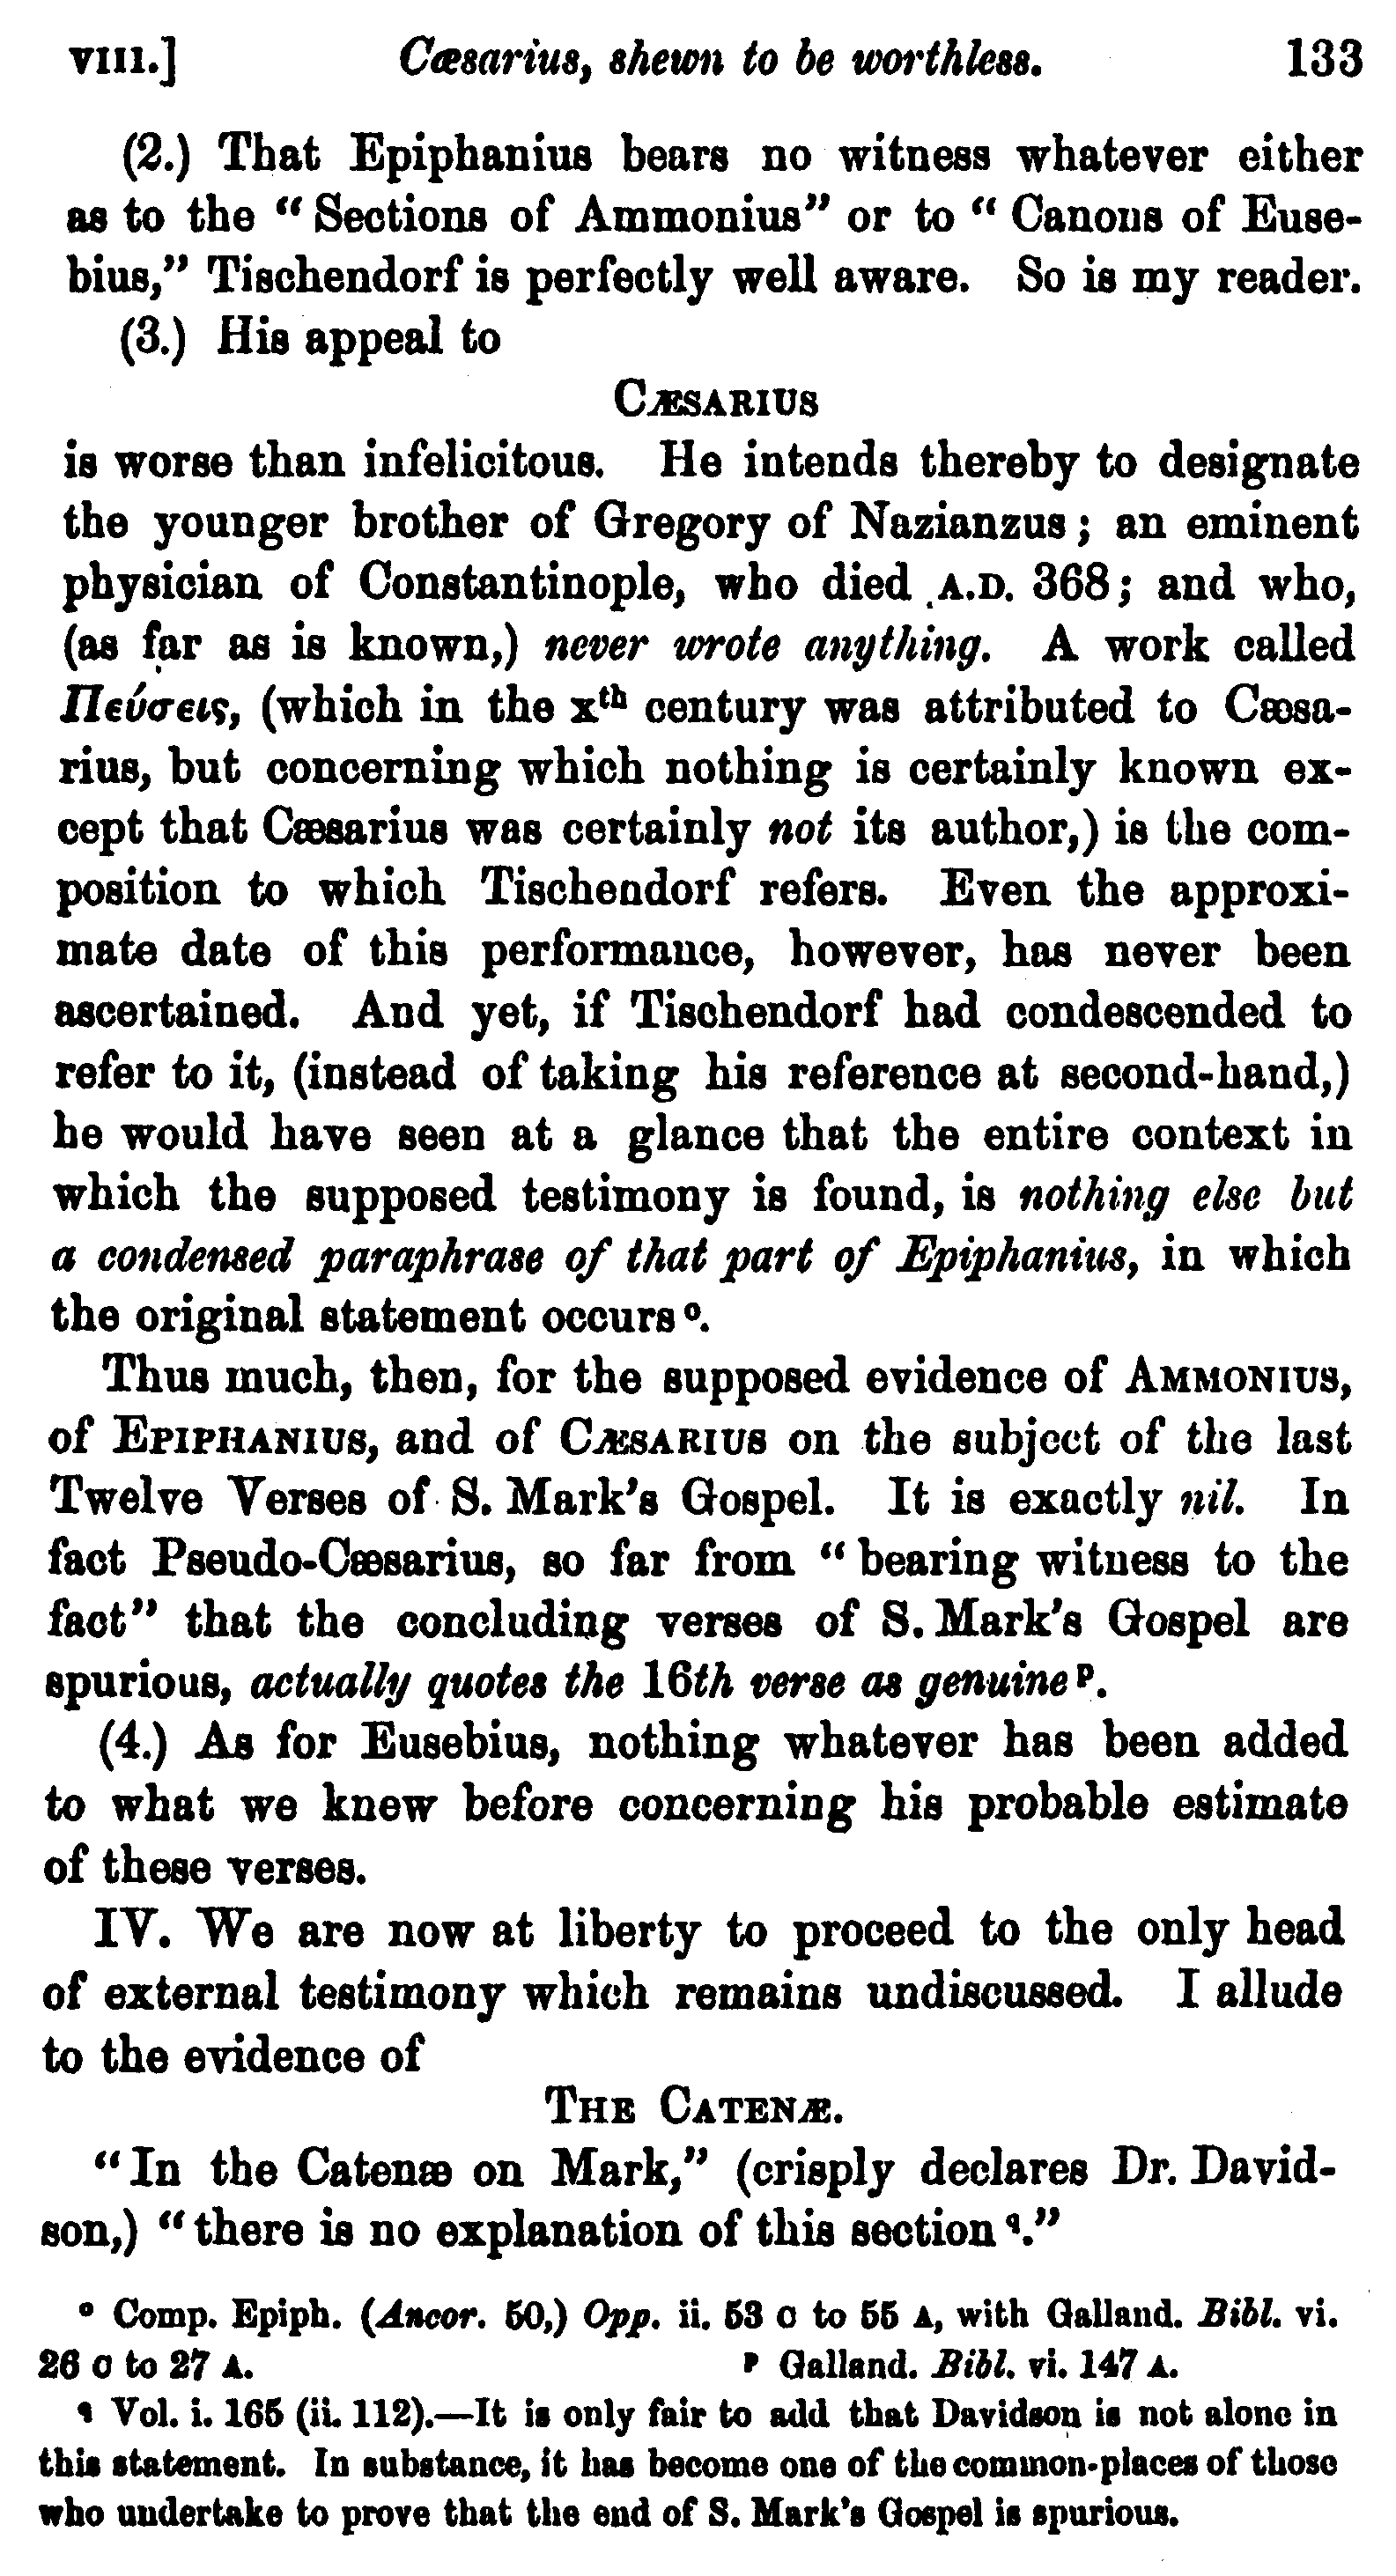 VIII.] Cæsarius, shewn to be worthless. 133
(2.) That Epiphanius bears no witness whatever either
as to the “Sections of Ammonius” or to “Canons of Euse-
bius,” Tischendorf is perfectly well aware. So is my reader.
(3.) His appeal to
CÆSARIUS
is worse than infelicitous. He intends thereby to designate
the younger brother of Gregory of Nazianzus; an eminent
physician of Constantinople, who died A.D. 368; and who,
(as far as is known,) never wrote anything. A work called
Πεύσεις, (which in the xth century was attributed to Cæsa-
rius, but concerning which nothing is certainly known ex-
cept that Cæsarius was certainly not its author,) is the com-
position to which Tischendorf refers. Even the approxi-
mate date of this performance, however, has never been
ascertained. And yet, if Tischendorf had condescended to
refer to it, (instead of taking his reference at second-hand,)
he would have seen at a glance that the entire context in
which the supposed testimony is found, is nothing else but
a condensed paraphrase of that part of Epiphanius, in which
the original statement occurs o.
Thus much, then, for the supposed evidence of AMMONIUS,
of EPIPHANIUS, and of CÆSARIUS on the subject of the last
Twelve Verses of S. Mark’s Gospel. It is exactly nil. In
fact Pseudo-Cæsarius, so far from “bearing witness to the
fact” that the concluding verses of S. Mark’s Gospel are
spurious, actually quotes the 16th verse as genuine p.
(4.) As for Eusebius, nothing whatever has been added
to what we knew before concerning his probable estimate
of these verses.
IV. We are now at liberty to proceed to the only head
of external testimony which remains undiscussed. I allude
to the evidence of
THE CATENÆ.
“In the Catenæ on Mark,” (crisply declares Dr. David-
son,) “there is no explanation of this section q.”
o Comp. Epiph. (Ancor. 50,) Opp. ii. 53 C to 55 A, with Galland. Bibl. vi.
26 C to 27 A. p Galland. Bibl. vi. 147 A.
q Vol. i. 165 (ii. 112).—It is only fair to add that Davidson is not alone in
this statement. In substance, it has become one of the common-places of those
who undertake to prove that the end of S. Mark’s Gospel is spurious.